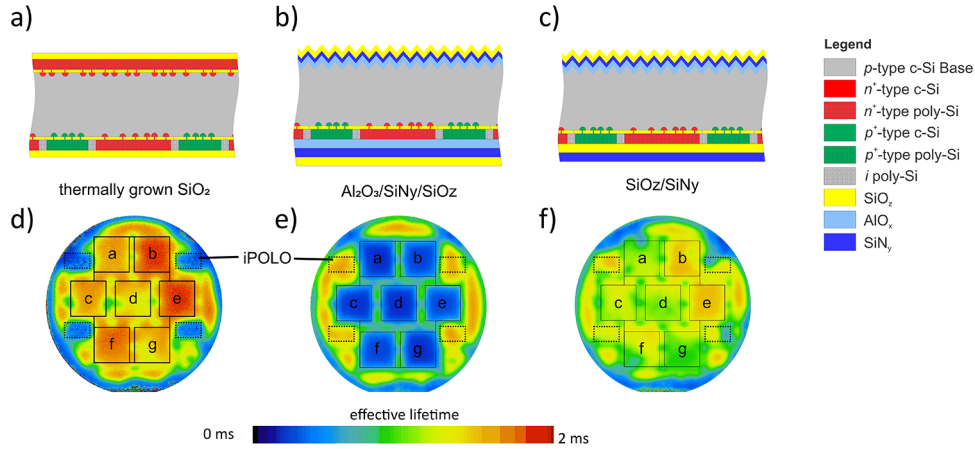 a)
b)
c)
Legend
p-type c-Si Base
n⁺-type c-Si
n⁺-type poly-Si
p⁺-type c-Si
p⁺-type poly-Si
i poly-Si
SiO𝓏
AlOₓ
SiNᵧ
thermally grown SiO₂
Al₂O₃/SiNy/SiOz
SiOz/SiNy
d)
e)
f)
iPOLO
a b
c d e
f g
a b
c d e
f g
a b
c d e
f g
effective lifetime
0 ms
2 ms